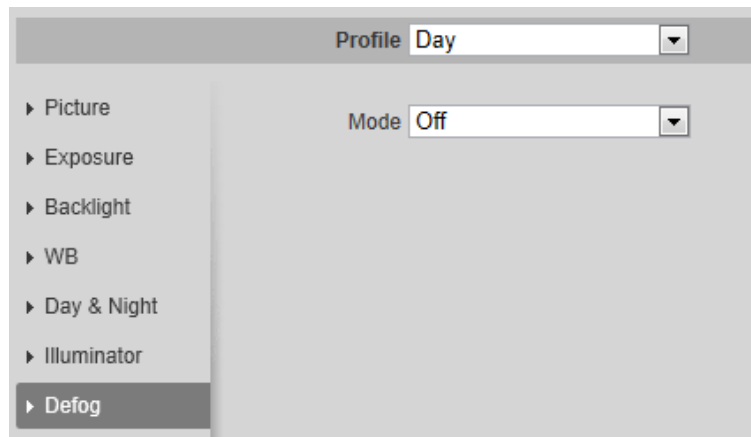 Profile Day
Picture
Mode Off
Exposure
Backlight
WB
Day & Night
Illuminator
Defog